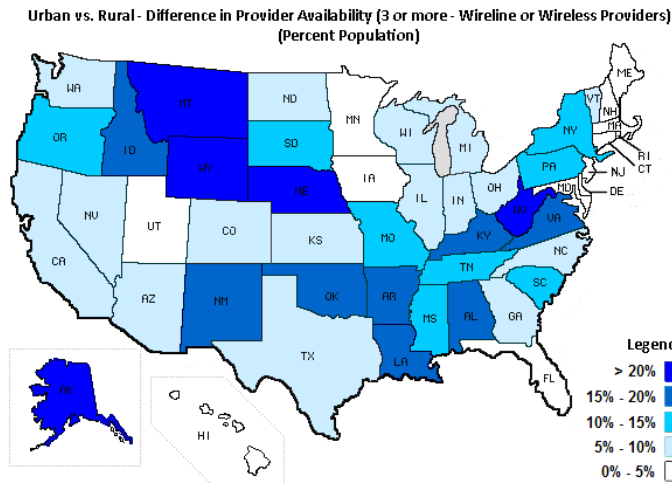 Urban vs. Rural - Difference in Provider Availability (3 or more - Wireline or Wireless Providers)
(Percent Population)
WA
MT
ND
MN
ME
VT
NH
MA
OR
ID
SD
WI
MI
NY
RI
CT
WY
IA
PA
NJ
NE
OH
MD
DE
NV
UT
CO
IL
IN
WV
VA
KS
MO
KY
CA
NC
TN
AZ
NM
OK
AR
SC
MS
AL
GA
TX
LA
FL
AK
HI
Legend
> 20%
15% - 20%
10% - 15%
5% - 10%
0% - 5%